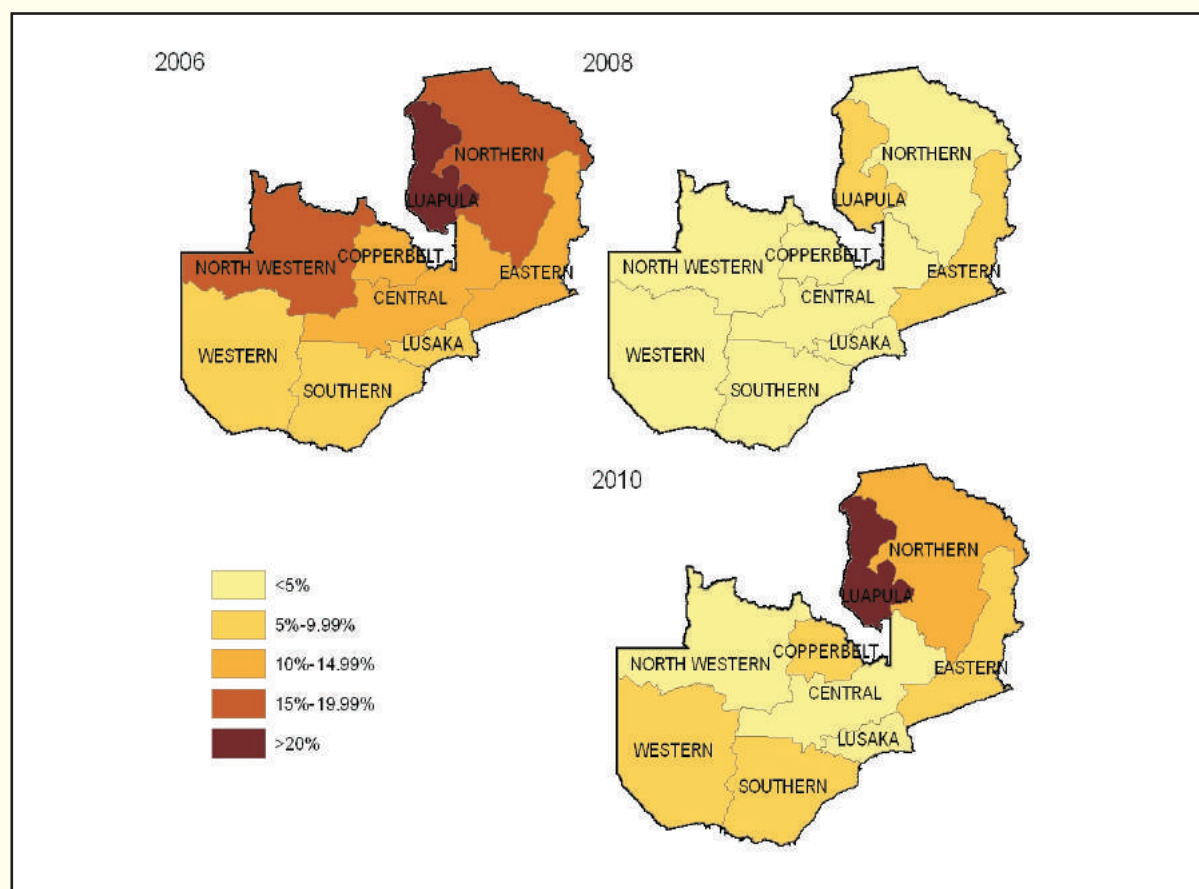 2006
NORTHERN
LUAPULA
COPPERBELT
NORTH WESTERN
EASTERN
CENTRAL
LUSAKA
WESTERN
SOUTHERN
2008
NORTHERN
LUAPULA
COPPERBELT
NORTH WESTERN
EASTERN
CENTRAL
LUSAKA
WESTERN
SOUTHERN
2010
NORTHERN
LUAPULA
COPPERBELT
NORTH WESTERN
EASTERN
CENTRAL
LUSAKA
WESTERN
SOUTHERN
<5%
5%-9.99%
10%-14.99%
15%-19.99%
>20%